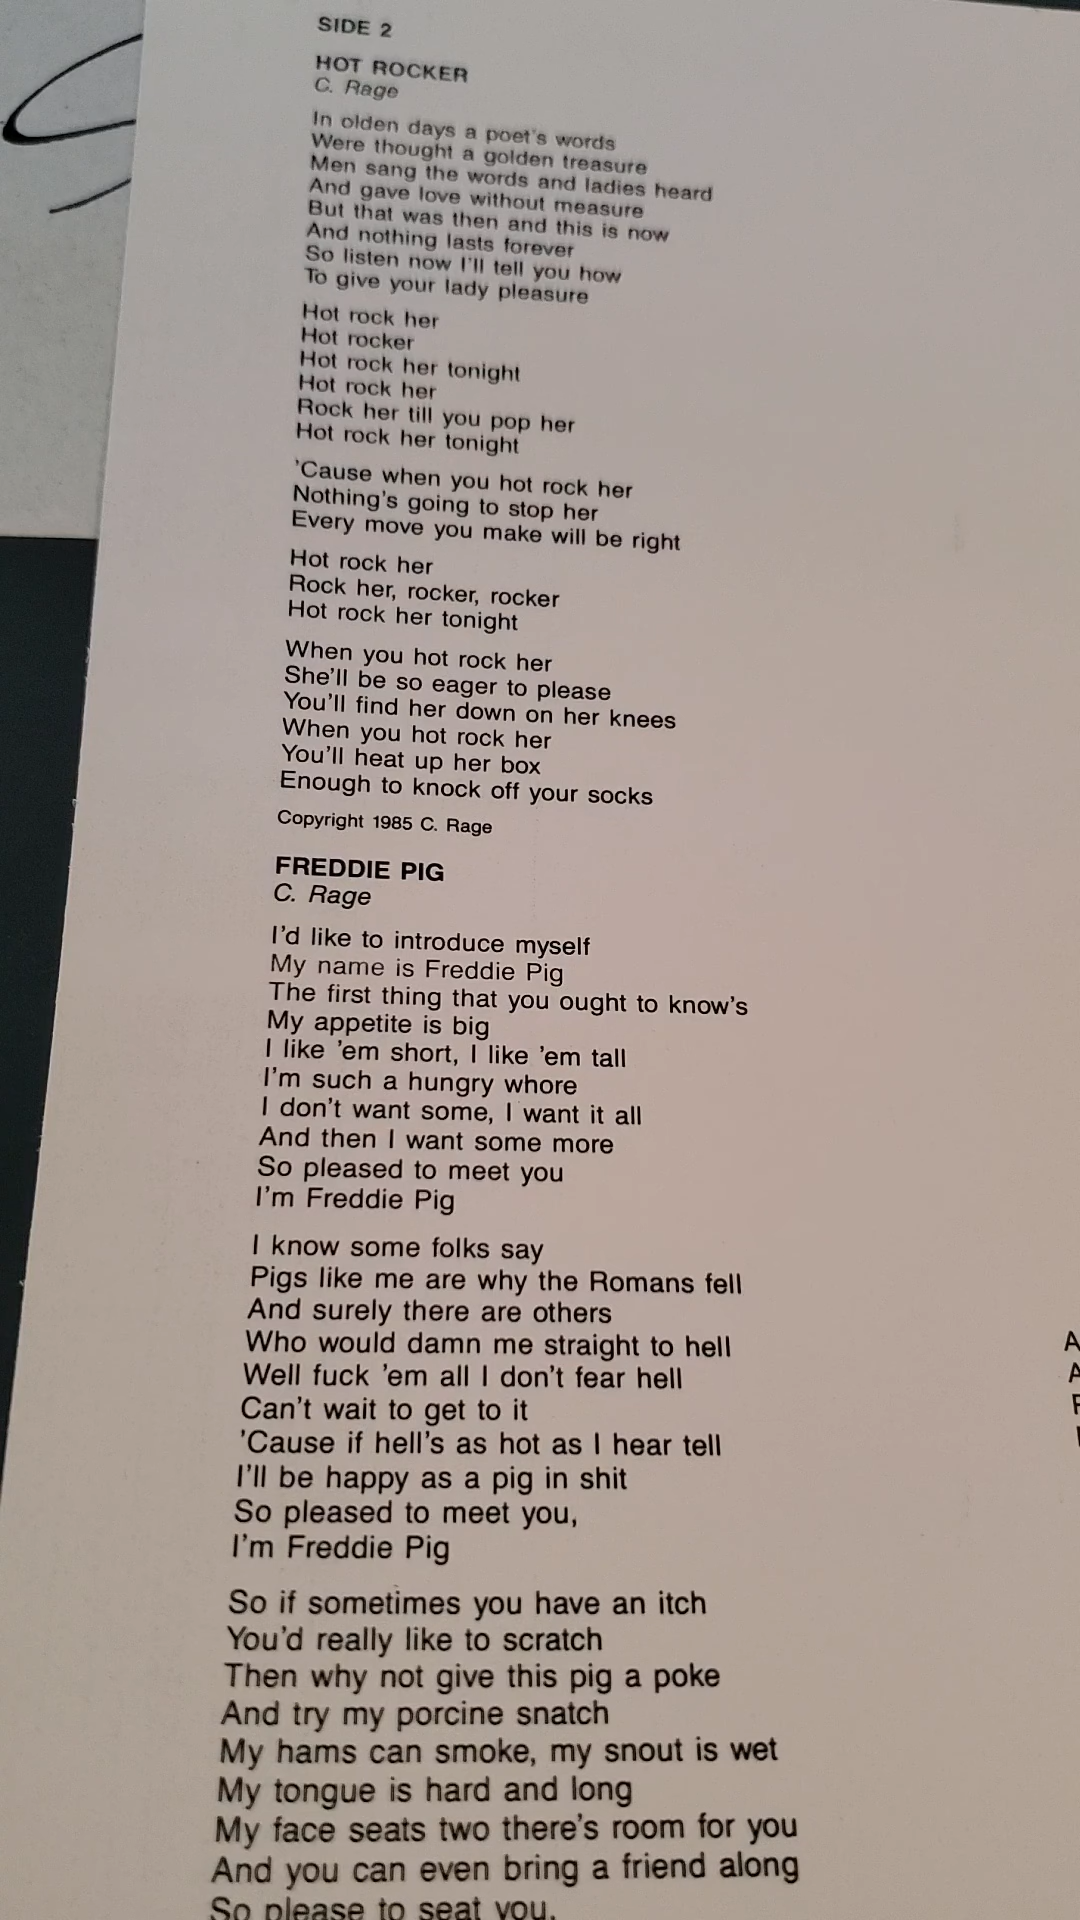 SIDE 2
HOT ROCKER
C. Rage
In olden days a poet's words
Were thought a golden treasure
Men sang the words and ladies heard
And gave love without measure
But that was then and this is now
And nothing lasts forever
So listen now I'll tell you how
To give your lady pleasure
Hot rock her
Hot rocker
Hot rock her tonight
Hot rock her
Rock her till you pop her
Hot rock her tonight
'Cause when you hot rock her
Nothing's going to stop her
Every move you make will be right
Hot rock her
Rock her, rocker, rocker
Hot rock her tonight
When you hot rock her
She'll be so eager to please
You'll find her down on her knees
When you hot rock her
You'll heat up her box
Enough to knock off your socks
Copyright 1985 C. Rage
FREDDIE PIG
C. Rage
I'd like to introduce myself
My name is Freddie Pig
The first thing that you ought to know's
My appetite is big
I like 'em short, I like 'em tall
I'm such a hungry whore
I don't want some, I want it all
And then I want some more
So pleased to meet you
I'm Freddie Pig
I know some folks say
Pigs like me are why the Romans fell
And surely there are others
Who would damn me straight to hell
Well fuck 'em all I don't fear hell
Can't wait to get to it
'Cause if hell's as hot as I hear tell
I'll be happy as a pig in shit
So pleased to meet you,
I'm Freddie Pig
So if sometimes you have an itch
You'd really like to scratch
Then why not give this pig a poke
And try my porcine snatch
My hams can smoke, my snout is wet
My tongue is hard and long
My face seats two there's room for you
And you can even bring a friend along
So please to seat you,